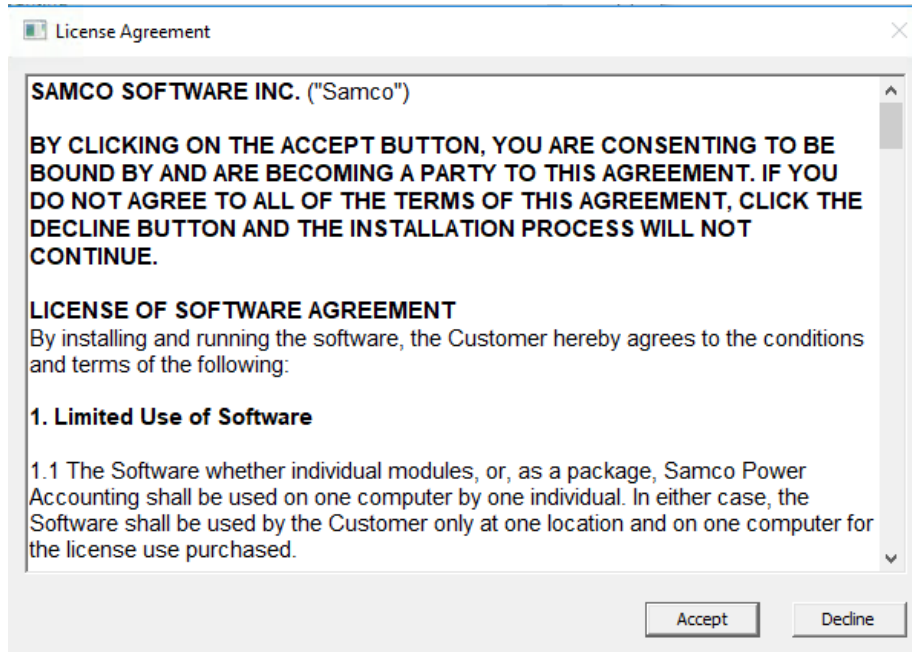 License Agreement
SAMCO SOFTWARE INC. ("Samco")
BY CLICKING ON THE ACCEPT BUTTON, YOU ARE CONSENTING TO BE
BOUND BY AND ARE BECOMING A PARTY TO THIS AGREEMENT. IF YOU
DO NOT AGREE TO ALL OF THE TERMS OF THIS AGREEMENT, CLICK THE
DECLINE BUTTON AND THE INSTALLATION PROCESS WILL NOT
CONTINUE.
LICENSE OF SOFTWARE AGREEMENT
By installing and running the software, the Customer hereby agrees to the conditions
and terms of the following:
1. Limited Use of Software
1.1 The Software whether individual modules, or, as a package, Samco Power
Accounting shall be used on one computer by one individual. In either case, the
Software shall be used by the Customer only at one location and on one computer for
the license use purchased.
Accept
Decline